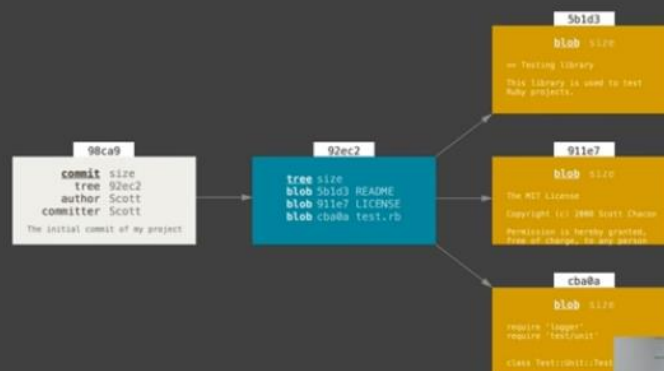 98ca9
commit size
tree 92ec2
author Scott
committer Scott
The initial commit of my project
92ec2
tree size
blob 5b1d3 README
blob 911e7 LICENSE
blob cba0a test.rb
5b1d3
blob size
== Testing library
This library is used to test
Ruby projects.
911e7
blob size
The MIT License
Copyright (c) 2008 Scott Chacon
Permission is hereby granted,
free of charge, to any person
cba0a
blob size
require 'logger'
require 'test/unit'
class Test::Unit::Test